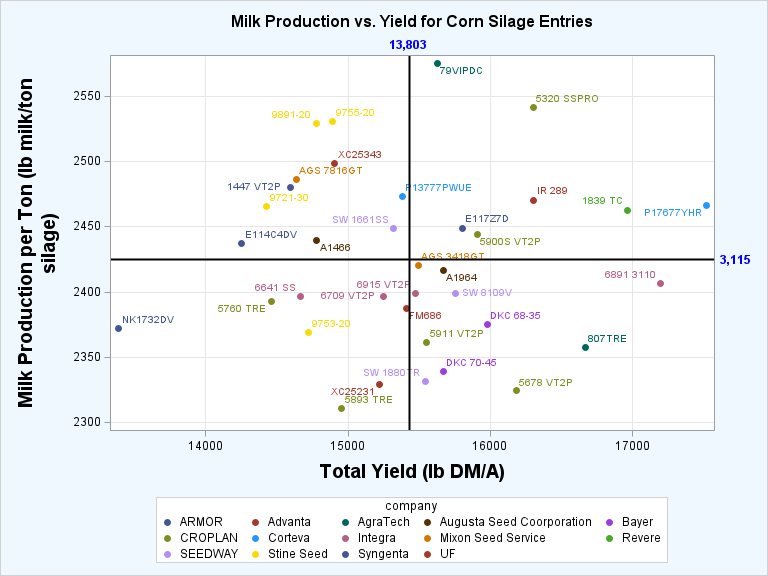 Milk Production vs. Yield for Corn Silage Entries
13,803
Milk Production per Ton (lb milk/ton
silage)
2550
2500
2450
2400
2350
2300
79VIPDC
5320 SSPRO
9891-20
9756-20
XC25343
AGS 7816GT
1447 VT2P
P13777PWUE
IR 289
1839 TC
P17677YHR
9721-30
SW 1661SS
E117Z7D
E114C4DV
A1466
5900S VT2P
3,115
AGS 3418GT
A1964
6891 3110
6641 SS
6709 VT2P
6915 VT2P
SW 8109V
5760 TRE
FM686
NK1732DV
DKC 68-35
9753-20
5911 VT2P
807TRE
SW 1880TR
DKC 70-45
XC25231
5678 VT2P
5893 TRE
14000
15000
16000
17000
Total Yield (lb DM/A)
company
ARMOR
Advanta
AgraTech
Augusta Seed Coorporation
Bayer
CROPLAN
Corteva
Integra
Mixon Seed Service
Revere
SEEDWAY
Stine Seed
Syngenta
UF